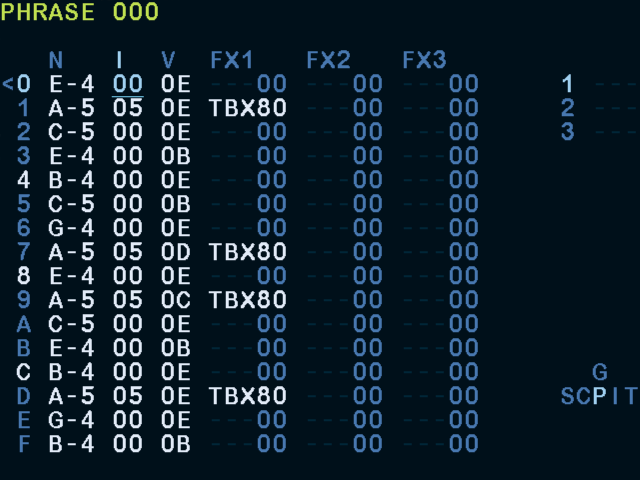 PHRASE 000
N I V FX1 FX2 FX3
<0 E-4 00 0E ---00 ---00 ---00 1 ---
1 A-5 05 0E TBX80 ---00 ---00 2 ---
2 C-5 00 0E ---00 ---00 ---00 3 ---
3 E-4 00 0B ---00 ---00 ---00
4 B-4 00 0E ---00 ---00 ---00
5 C-5 00 0B ---00 ---00 ---00
6 G-4 00 0E ---00 ---00 ---00
7 A-5 05 0D TBX80 ---00 ---00
8 E-4 00 0E ---00 ---00 ---00
9 A-5 05 0C TBX80 ---00 ---00
A C-5 00 0E ---00 ---00 ---00
B E-4 00 0B ---00 ---00 ---00
C B-4 00 0E ---00 ---00 ---00 G
D A-5 05 0E TBX80 ---00 ---00 SCPIT
E G-4 00 0E ---00 ---00 ---00
F B-4 00 0B ---00 ---00 ---00